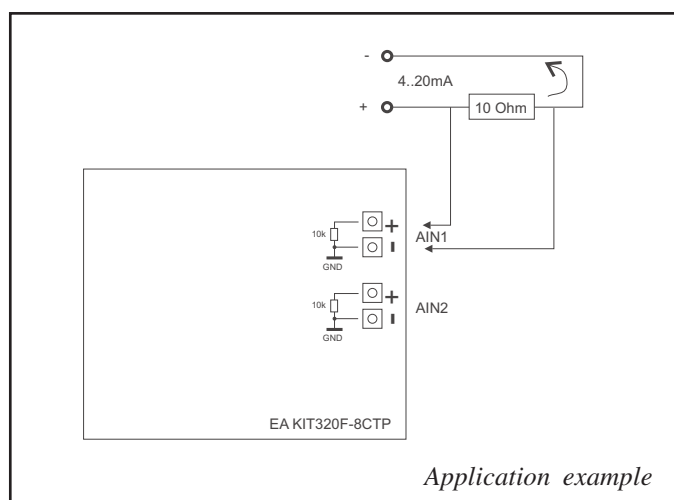 -
4..20mA
+ 10 Ohm
+
10k
AIN1
-
GND
+
10k
AIN2
-
GND
EA KIT320F-8CTP
Application example